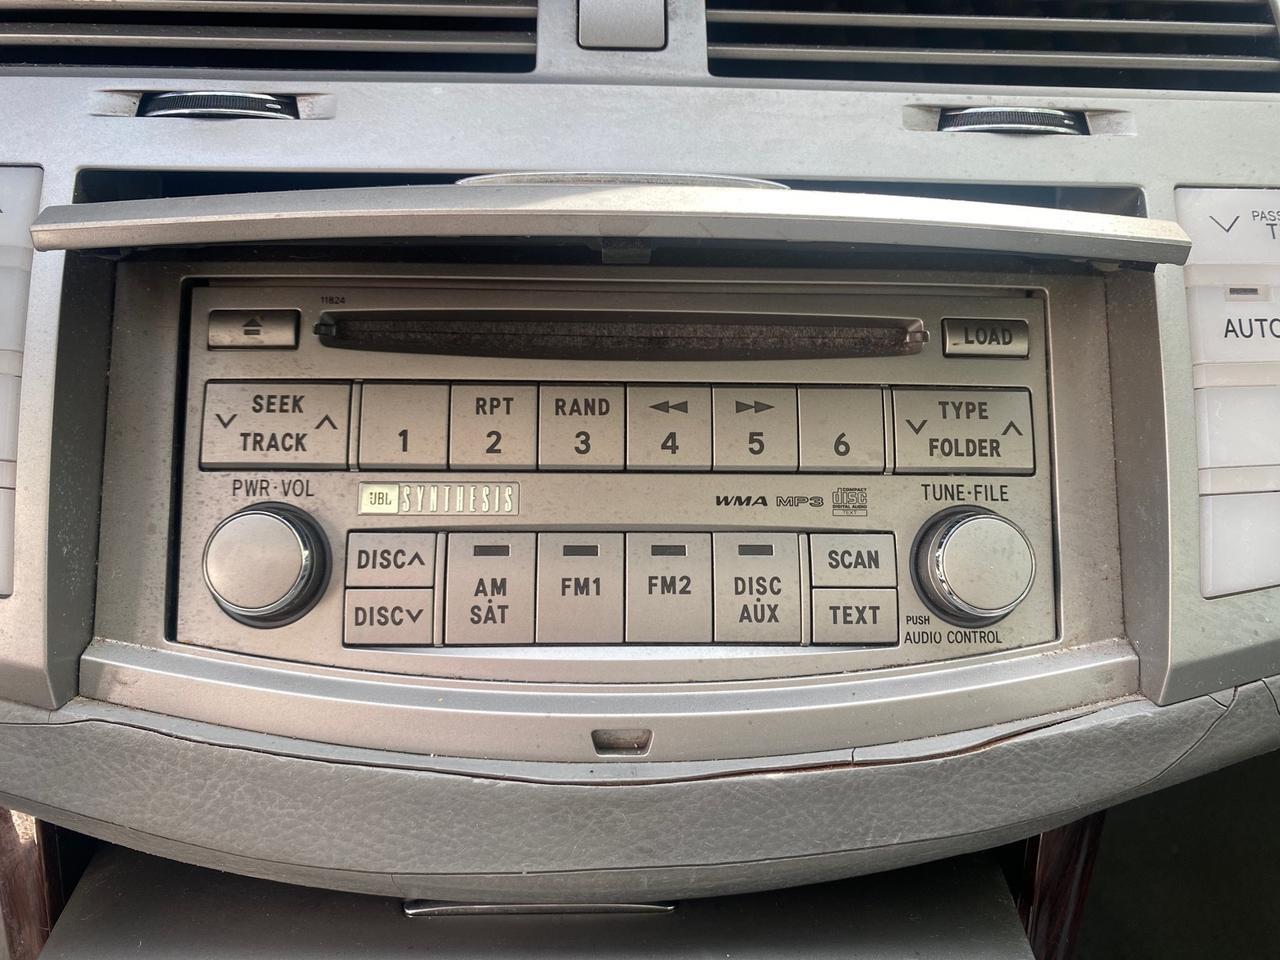 11824
LOAD
SEEK
TRACK
1
RPT
2
RAND
3
4
5
6
TYPE
FOLDER
PWR·VOL
JBL SYNTHESIS
WMA MP3 COMPACT disc DIGITAL AUDIO TEXT
TUNE·FILE
DISC
DISC
AM
SAT
FM1
FM2
DISC
AUX
SCAN
TEXT
PUSH
AUDIO CONTROL
AUTO